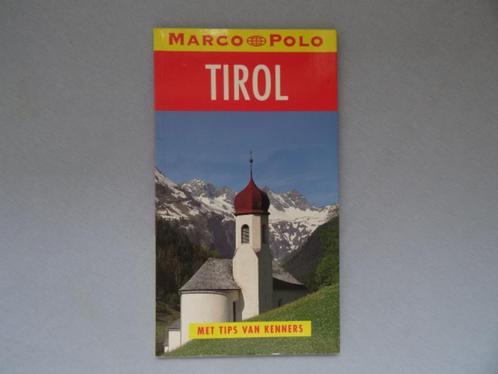 MARCO POLO
TIROL
MET TIPS VAN KENNERS